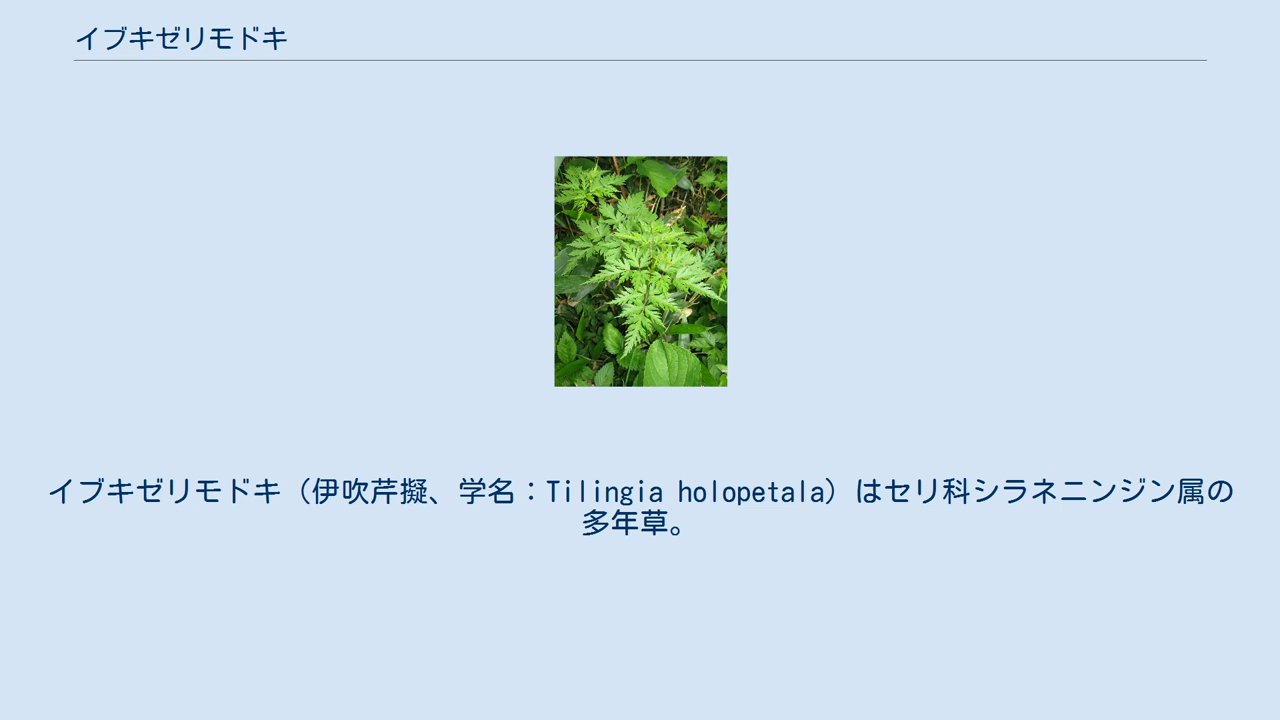 イブキゼリモドキ
イブキゼリモドキ（伊吹芹擬、学名：Tilingia holopetala）はセリ科シラネニンジン属の
多年草。